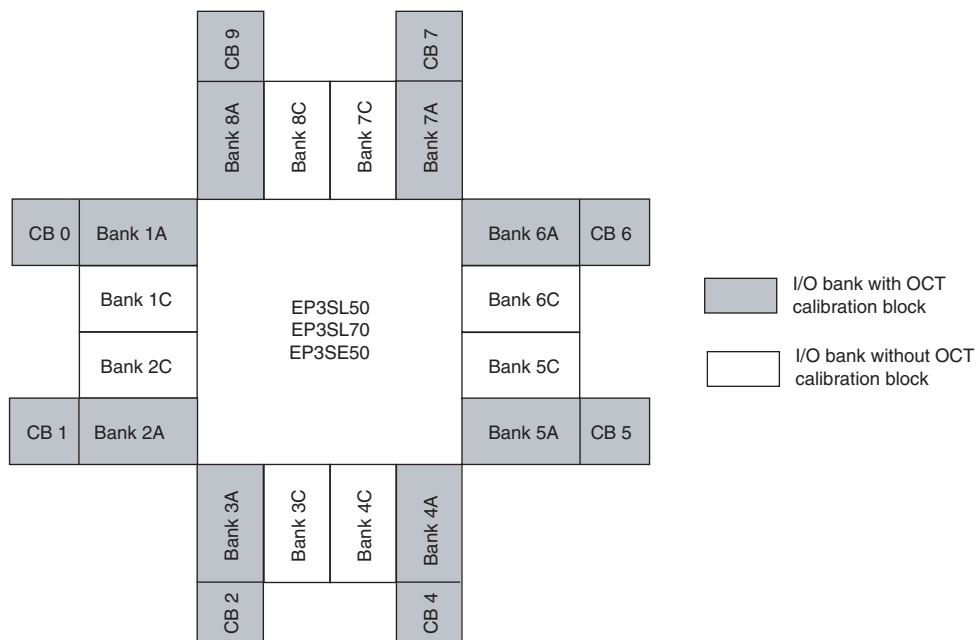 CB 9
CB 7
Bank 8A
Bank 8C
Bank 7C
Bank 7A
CB 0
Bank 1A
Bank 6A
CB 6
Bank 1C
Bank 6C
EP3SL50
EP3SL70
EP3SE50
I/O bank with OCT
calibration block
I/O bank without OCT
calibration block
Bank 2C
Bank 5C
CB 1
Bank 2A
Bank 5A
CB 5
Bank 3A
Bank 3C
Bank 4C
Bank 4A
CB 2
CB 4